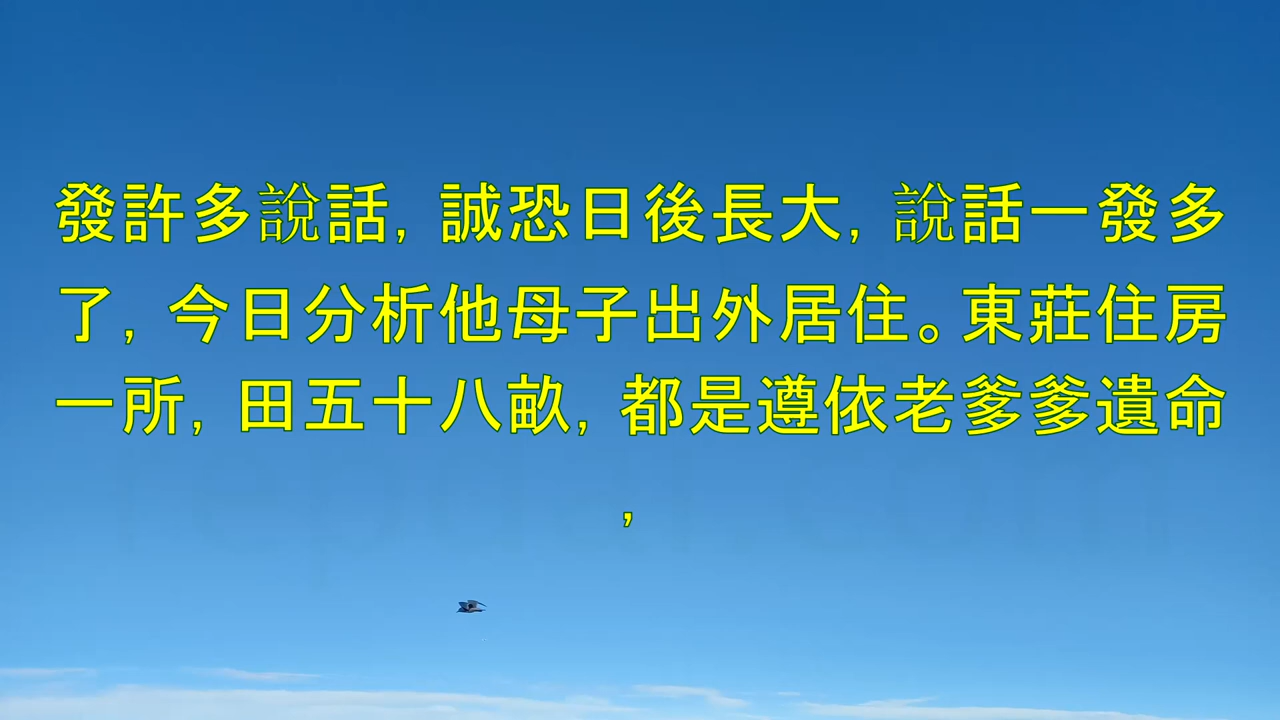 發許多說話，誠恐日後長大，說話一發多
了，今日分析他母子出外居住。東莊住房
一所，田五十八畝，都是遵依老爹爹遺命
，